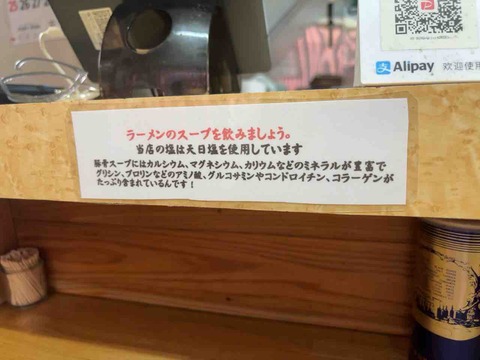 25 26 27
Alipay 欢迎使用
ラーメンのスープを飲みましょう。
当店の塩は天日塩を使用しています
豚骨スープにはカルシウム、マグネシウム、カリウムなどのミネラルが豊富で
グリシン、プロリンなどのアミノ酸、グルコサミンやコンドロイチン、コラーゲンが
たっぷり含まれているんです！